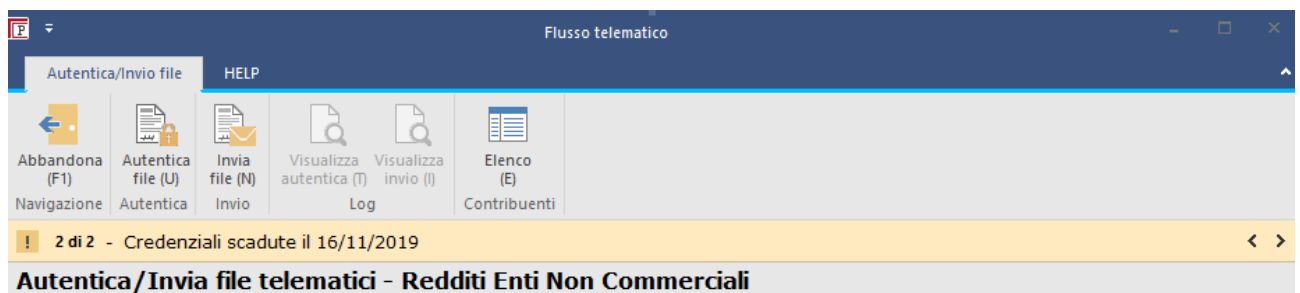 P
Flusso telematico
Autentica/Invio file HELP
Abbandona (F1)
Autentica file (U)
Invia file (N)
Visualizza autentica (T)
Visualizza invio (I)
Elenco (E)
Navigazione Autentica Invio Log Contribuenti
! 2 di 2 - Credenziali scadute il 16/11/2019
Autentica/Invia file telematici - Redditi Enti Non Commerciali